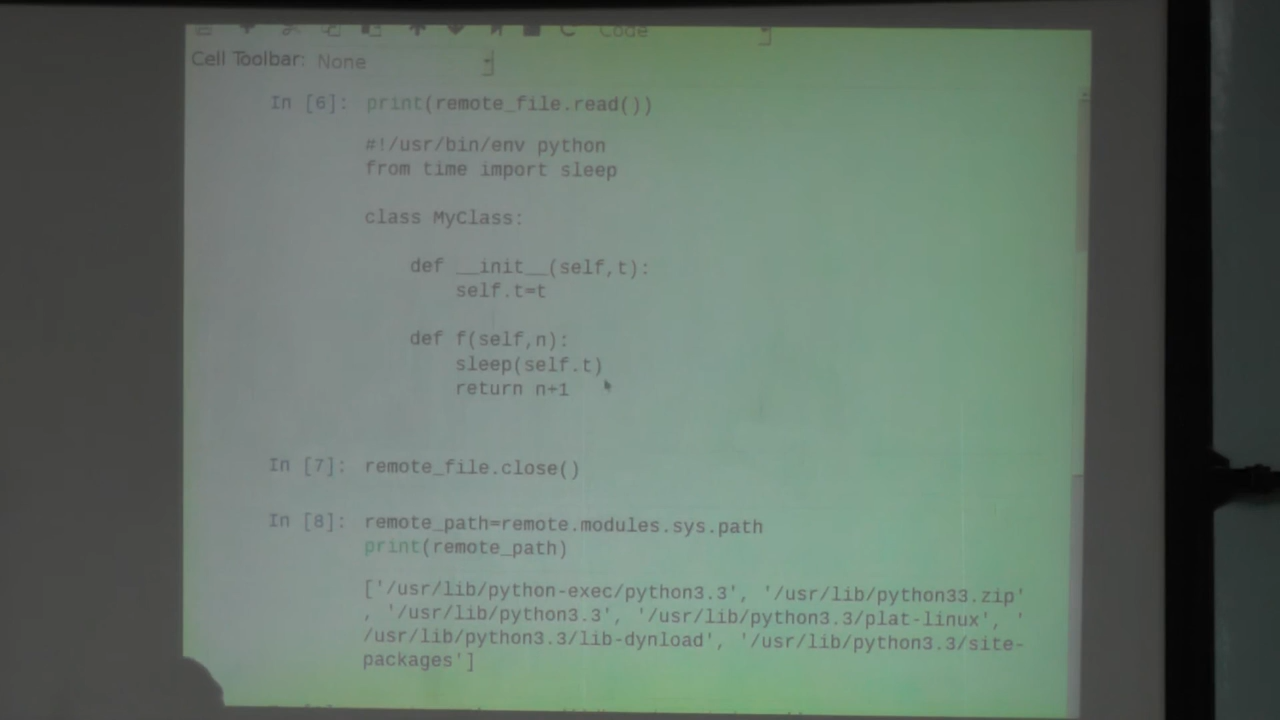 Code
Cell Toolbar: None
In [6]: print(remote_file.read())
#!/usr/bin/env python
from time import sleep
class MyClass:
def __init__(self,t):
self.t=t
def f(self,n):
sleep(self.t)
return n+1
In [7]: remote_file.close()
In [8]: remote_path=remote.modules.sys.path
print(remote_path)
['/usr/lib/python-exec/python3.3', '/usr/lib/python33.zip'
, '/usr/lib/python3.3', '/usr/lib/python3.3/plat-linux', '
/usr/lib/python3.3/lib-dynload', '/usr/lib/python3.3/site-
packages']